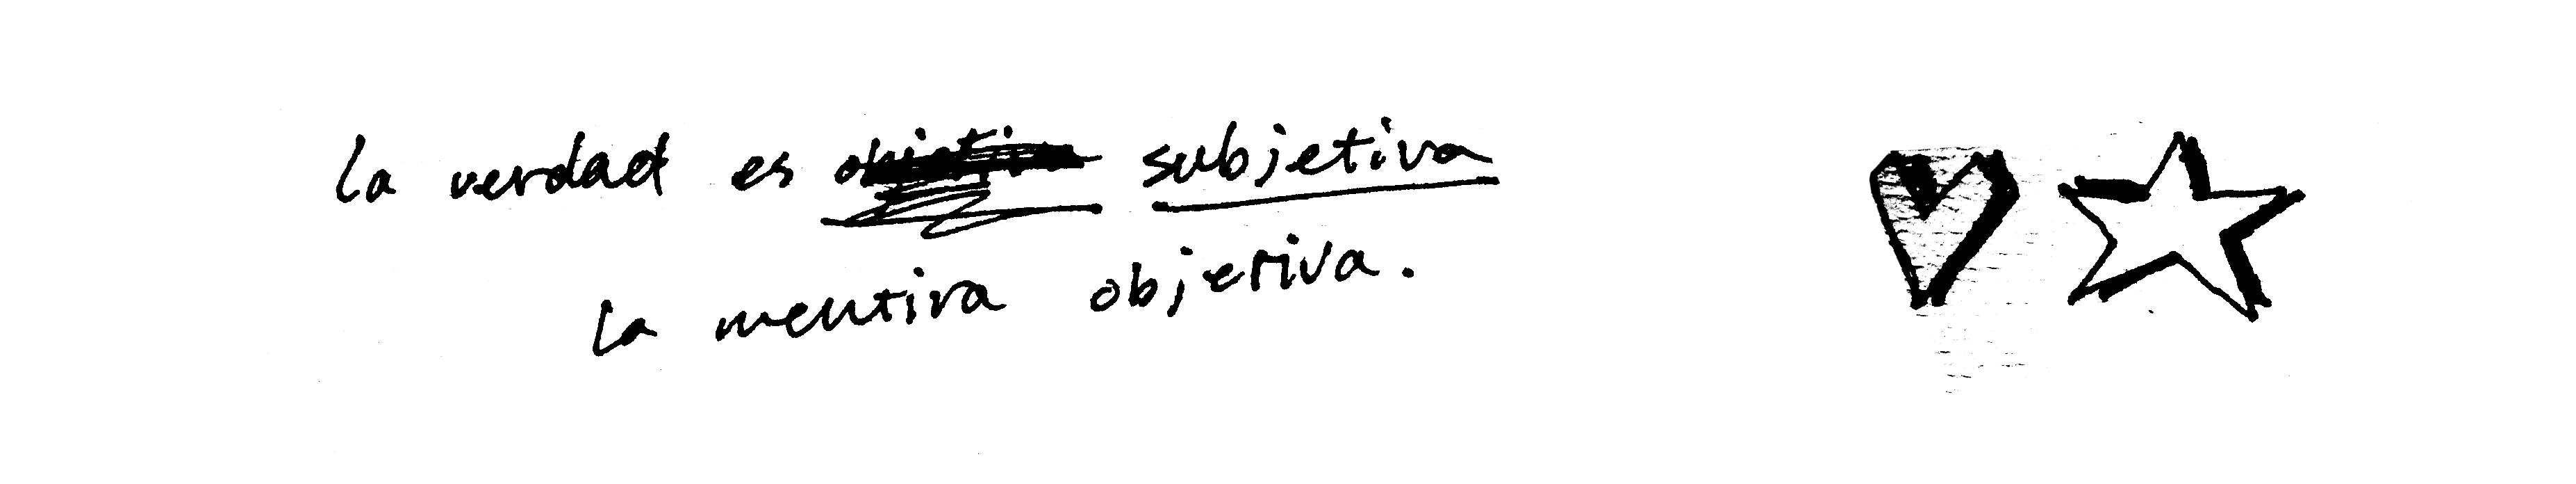 la verdad es subjetiva
la mentira objetiva.